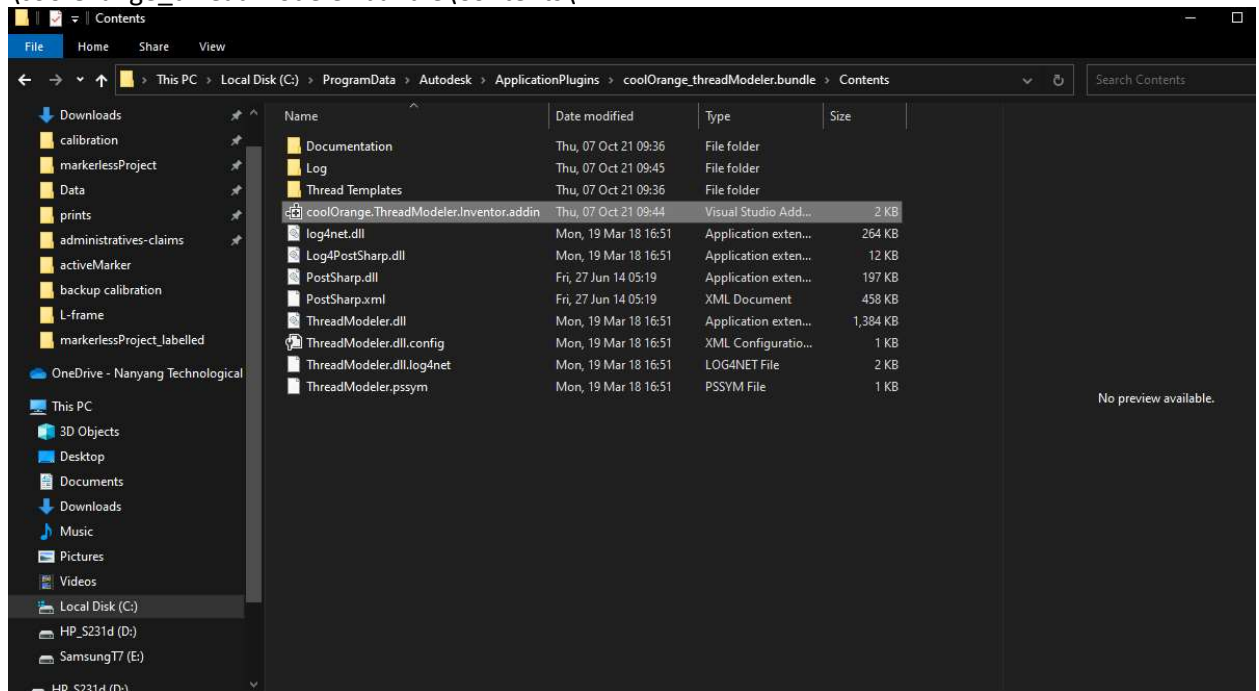 \coolOrange_threadModeler.bundle\Contents\
Contents
File Home Share View
This PC > Local Disk (C:) > ProgramData > Autodesk > ApplicationPlugins > coolOrange_threadModeler.bundle > Contents
Search Contents
Downloads
calibration
markerlessProject
Data
prints
administratives-claims
activeMarker
backup calibration
L-frame
markerlessProject_labelled
OneDrive - Nanyang Technological
This PC
3D Objects
Desktop
Documents
Downloads
Music
Pictures
Videos
Local Disk (C:)
HP_S231d (D:)
SamsungT7 (E:)
HP_S231d (D:)
Name Date modified Type Size
Documentation Thu, 07 Oct 21 09:36 File folder
Log Thu, 07 Oct 21 09:45 File folder
Thread Templates Thu, 07 Oct 21 09:36 File folder
coolOrange.ThreadModeler.Inventor.addin Thu, 07 Oct 21 09:44 Visual Studio Add... 2 KB
log4net.dll Mon, 19 Mar 18 16:51 Application exten... 264 KB
Log4PostSharp.dll Mon, 19 Mar 18 16:51 Application exten... 12 KB
PostSharp.dll Fri, 27 Jun 14 05:19 Application exten... 197 KB
PostSharp.xml Fri, 27 Jun 14 05:19 XML Document 458 KB
ThreadModeler.dll Mon, 19 Mar 18 16:51 Application exten... 1,384 KB
ThreadModeler.dll.config Mon, 19 Mar 18 16:51 XML Configuratio... 1 KB
ThreadModeler.dll.log4net Mon, 19 Mar 18 16:51 LOG4NET File 2 KB
ThreadModeler.pssym Mon, 19 Mar 18 16:51 PSSYM File 1 KB
No preview available.